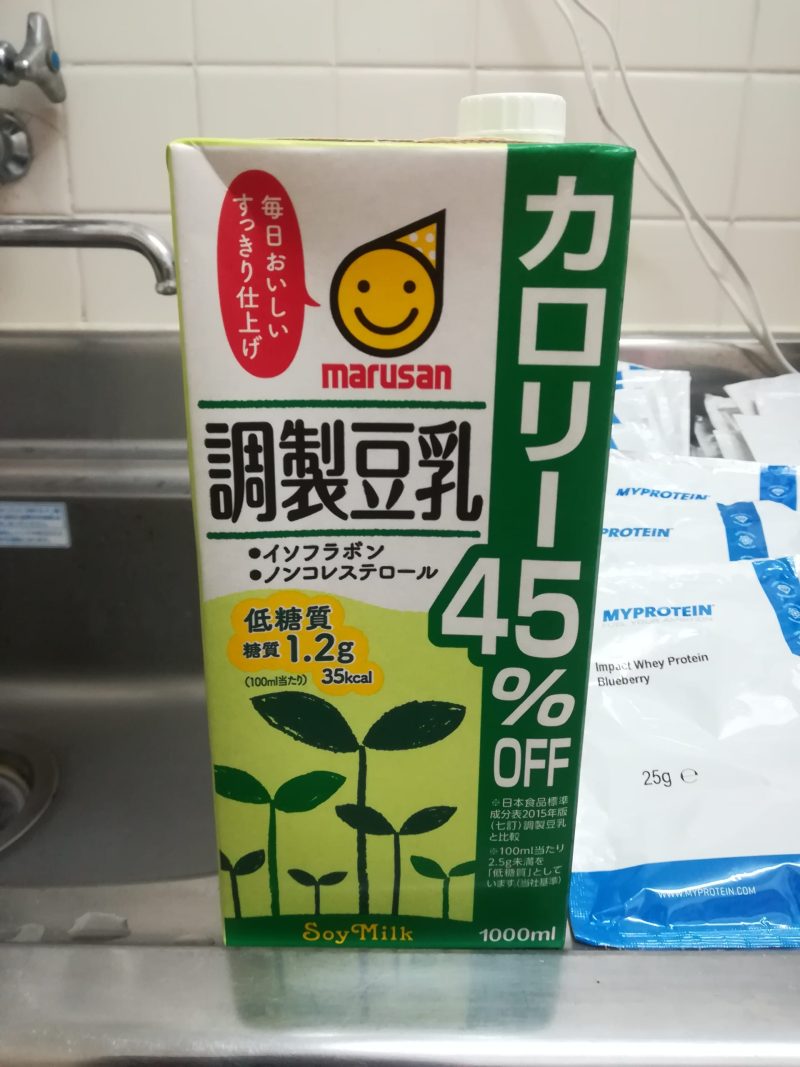 毎日おいしい
すっきり仕上げ
marusan
調製豆乳
●イソフラボン
●ノンコレステロール
低糖質
糖質1.2g
(100ml当たり) 35kcal
Soy Milk
カロリー
45
%
OFF
※日本食品標準
成分表2015年版
(七訂)調製豆乳
と比較
※100ml当たり
2.5g未満を
「低糖質」として
います(当社基準)
1000ml
MYPROTEIN
PROTEIN
MYPROTEIN
Impact Whey Protein
Blueberry
25g ℮
WWW.MYPROTEIN.COM